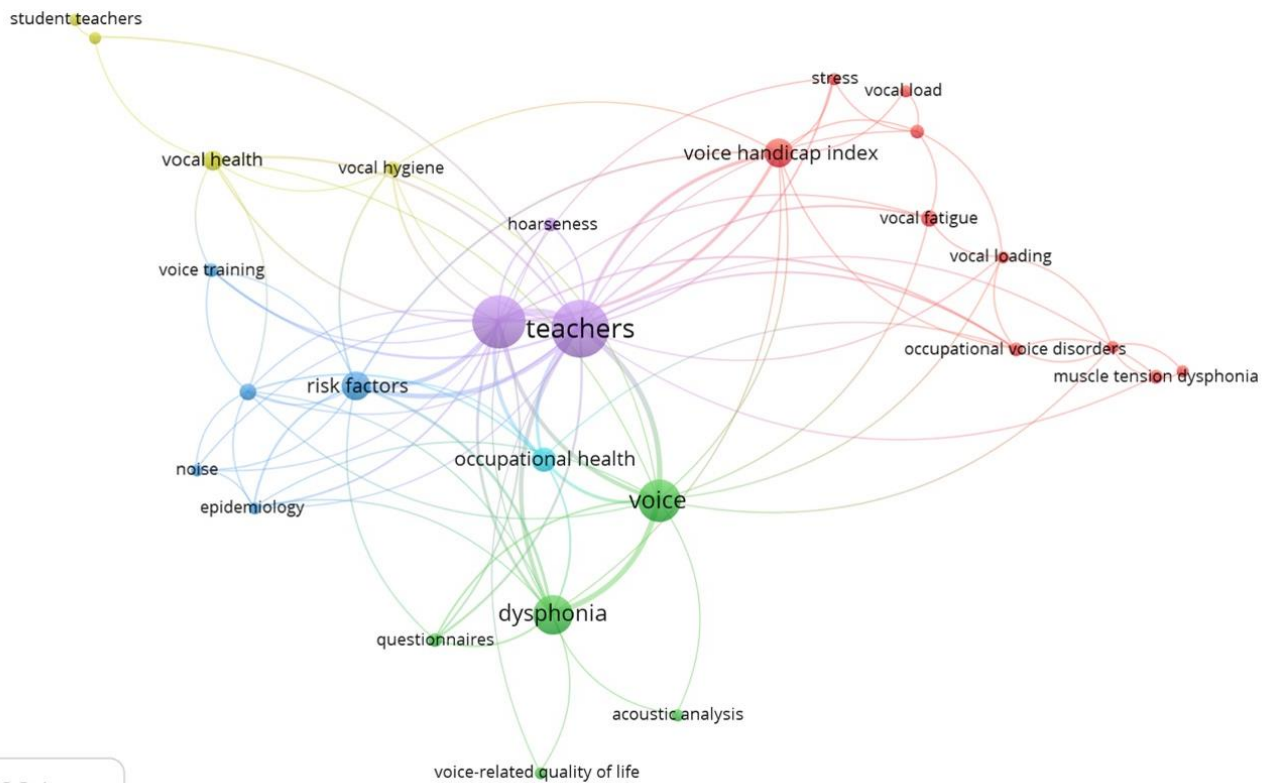 student teachers
stress
vocal load
vocal health
vocal hygiene
voice handicap index
hoarseness
vocal fatigue
voice training
vocal loading
teachers
occupational voice disorders
risk factors
muscle tension dysphonia
occupational health
noise
voice
epidemiology
dysphonia
questionnaires
acoustic analysis
voice-related quality of life